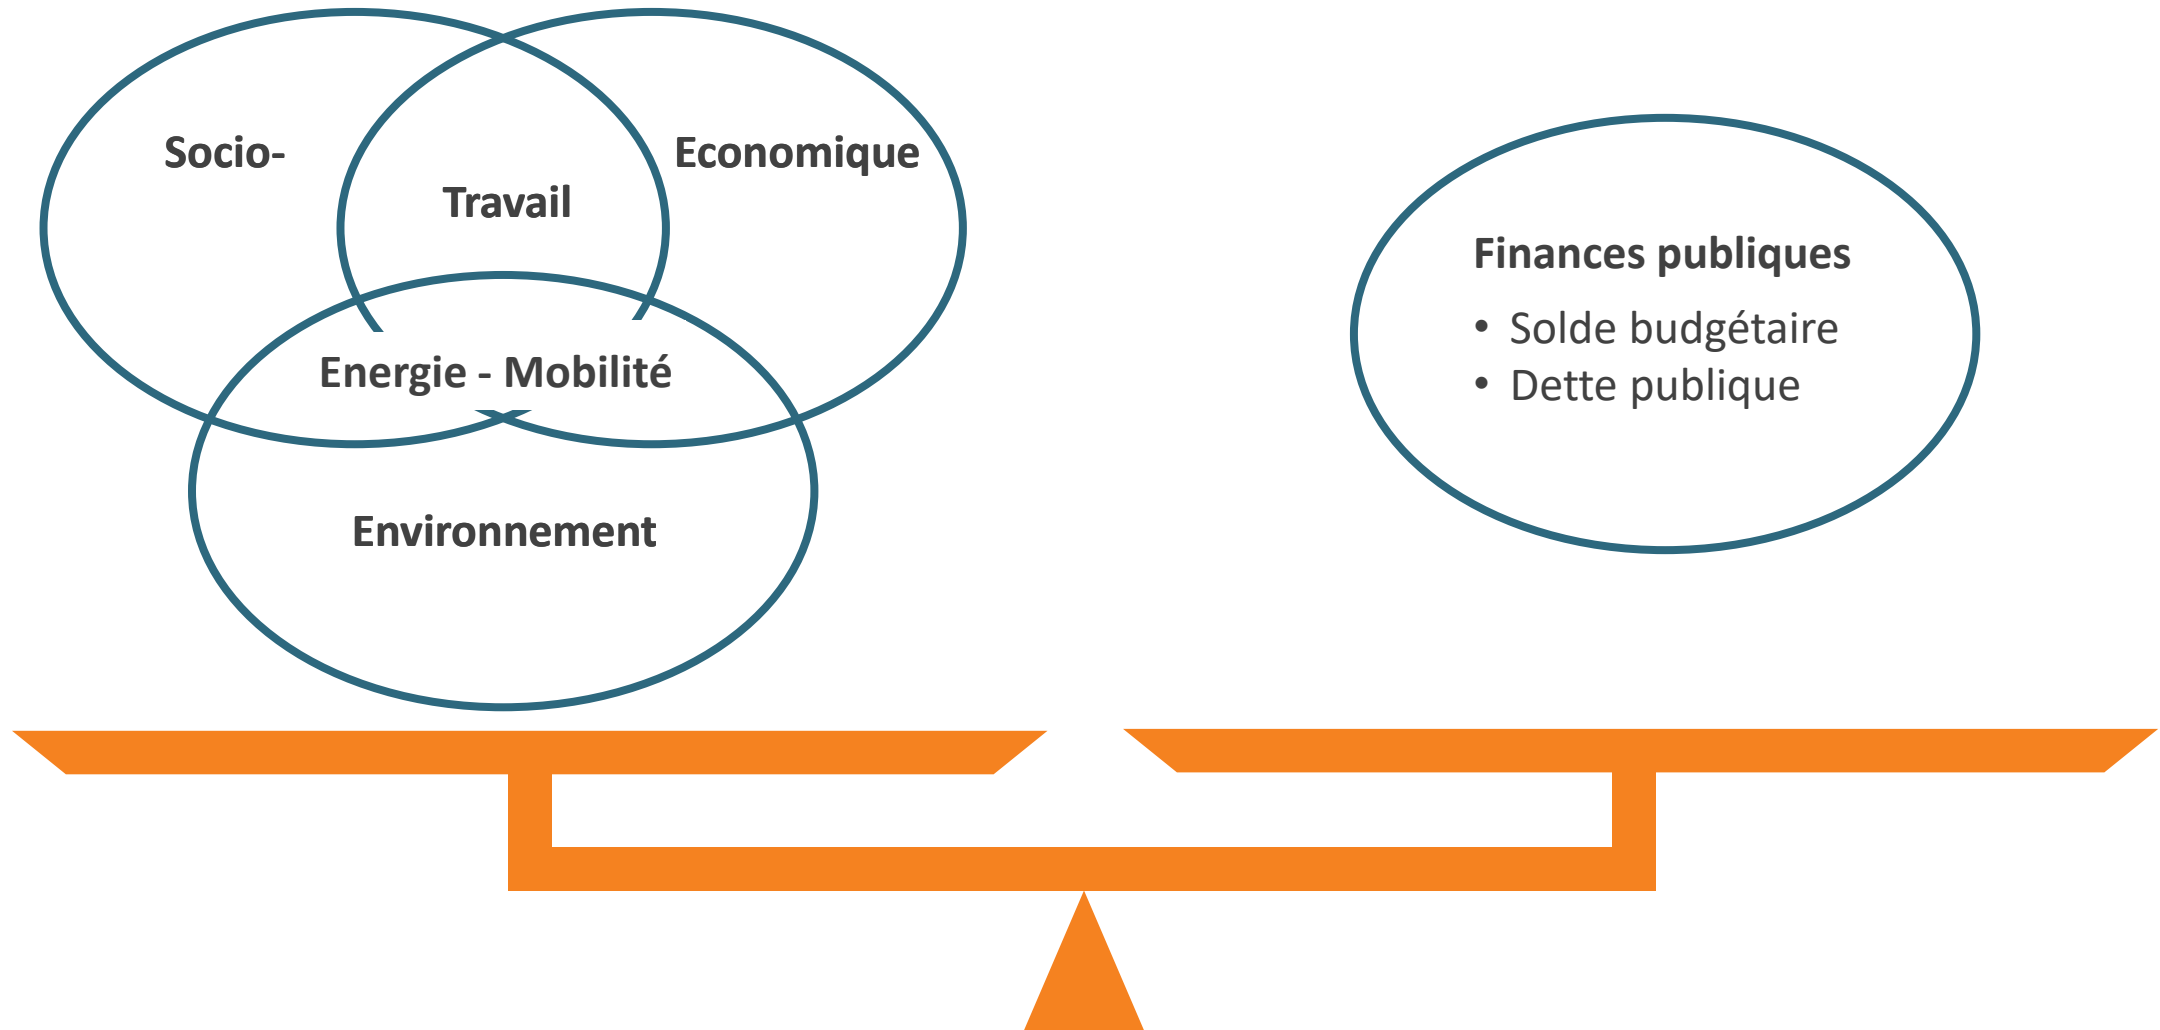 Socio-
Economique
Travail
Energie - Mobilité
Environnement
Finances publiques
• Solde budgétaire
• Dette publique